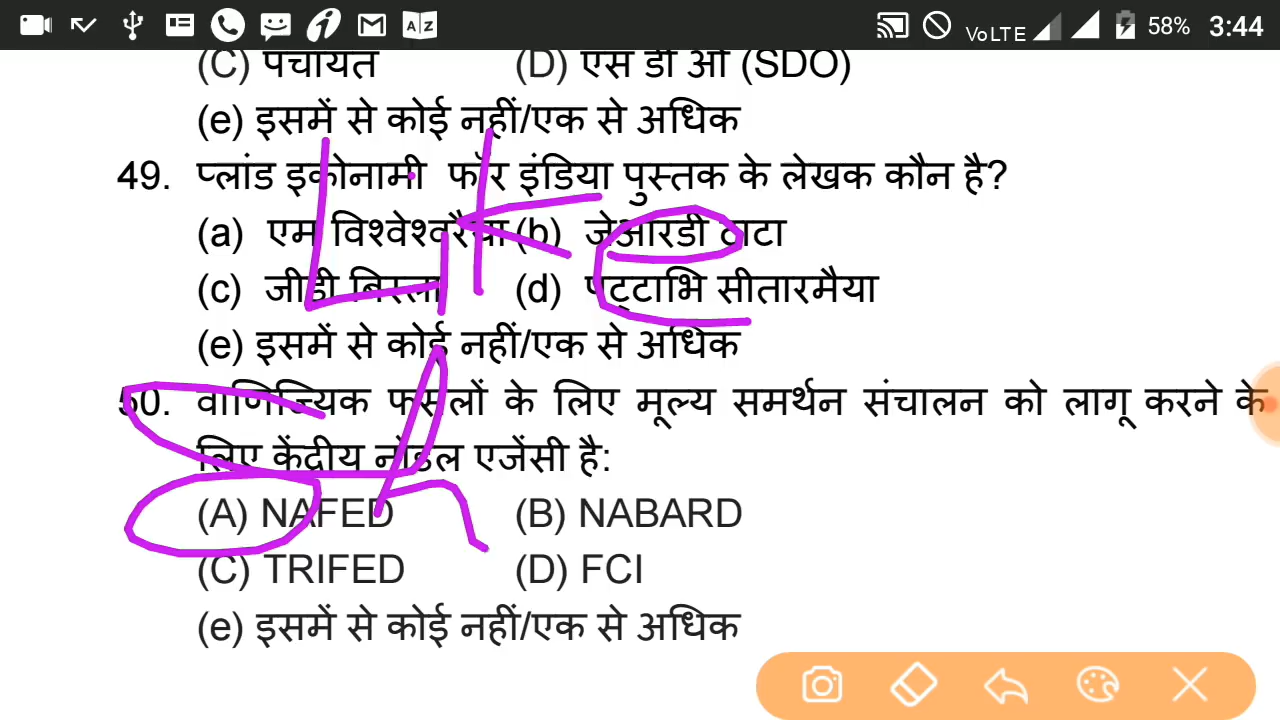 VoLTE 58% 3:44
(C) पंचायत (D) एस डी ओ (SDO)
(e) इसमें से कोई नहीं/एक से अधिक
49. प्लांड इकोनामी फॉर इंडिया पुस्तक के लेखक कौन है?
(a) एम विश्वेश्वरैया (b) जेआरडी टाटा
(c) जीडी बिरला (d) पट्टाभि सीतारमैया
(e) इसमें से कोई नहीं/एक से अधिक
50. वाणिज्यिक फसलों के लिए मूल्य समर्थन संचालन को लागू करने के
लिए केंद्रीय नोडल एजेंसी है:
(A) NAFED (B) NABARD
(C) TRIFED (D) FCI
(e) इसमें से कोई नहीं/एक से अधिक
Like